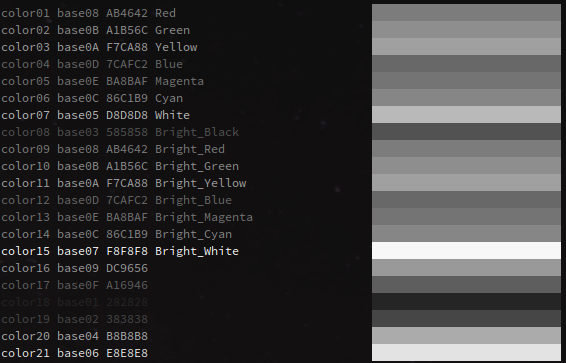 color01 base08 AB4642 Red
color02 base0B A1B56C Green
color03 base0A F7CA88 Yellow
color04 base0D 7CAFC2 Blue
color05 base0E BA8BAF Magenta
color06 base0C 86C1B9 Cyan
color07 base05 D8D8D8 White
color08 base03 585858 Bright_Black
color09 base08 AB4642 Bright_Red
color10 base0B A1B56C Bright_Green
color11 base0A F7CA88 Bright_Yellow
color12 base0D 7CAFC2 Bright_Blue
color13 base0E BA8BAF Bright_Magenta
color14 base0C 86C1B9 Bright_Cyan
color15 base07 F8F8F8 Bright_White
color16 base09 DC9656
color17 base0F A16946
color18 base01 282828
color19 base02 383838
color20 base04 B8B8B8
color21 base06 E8E8E8